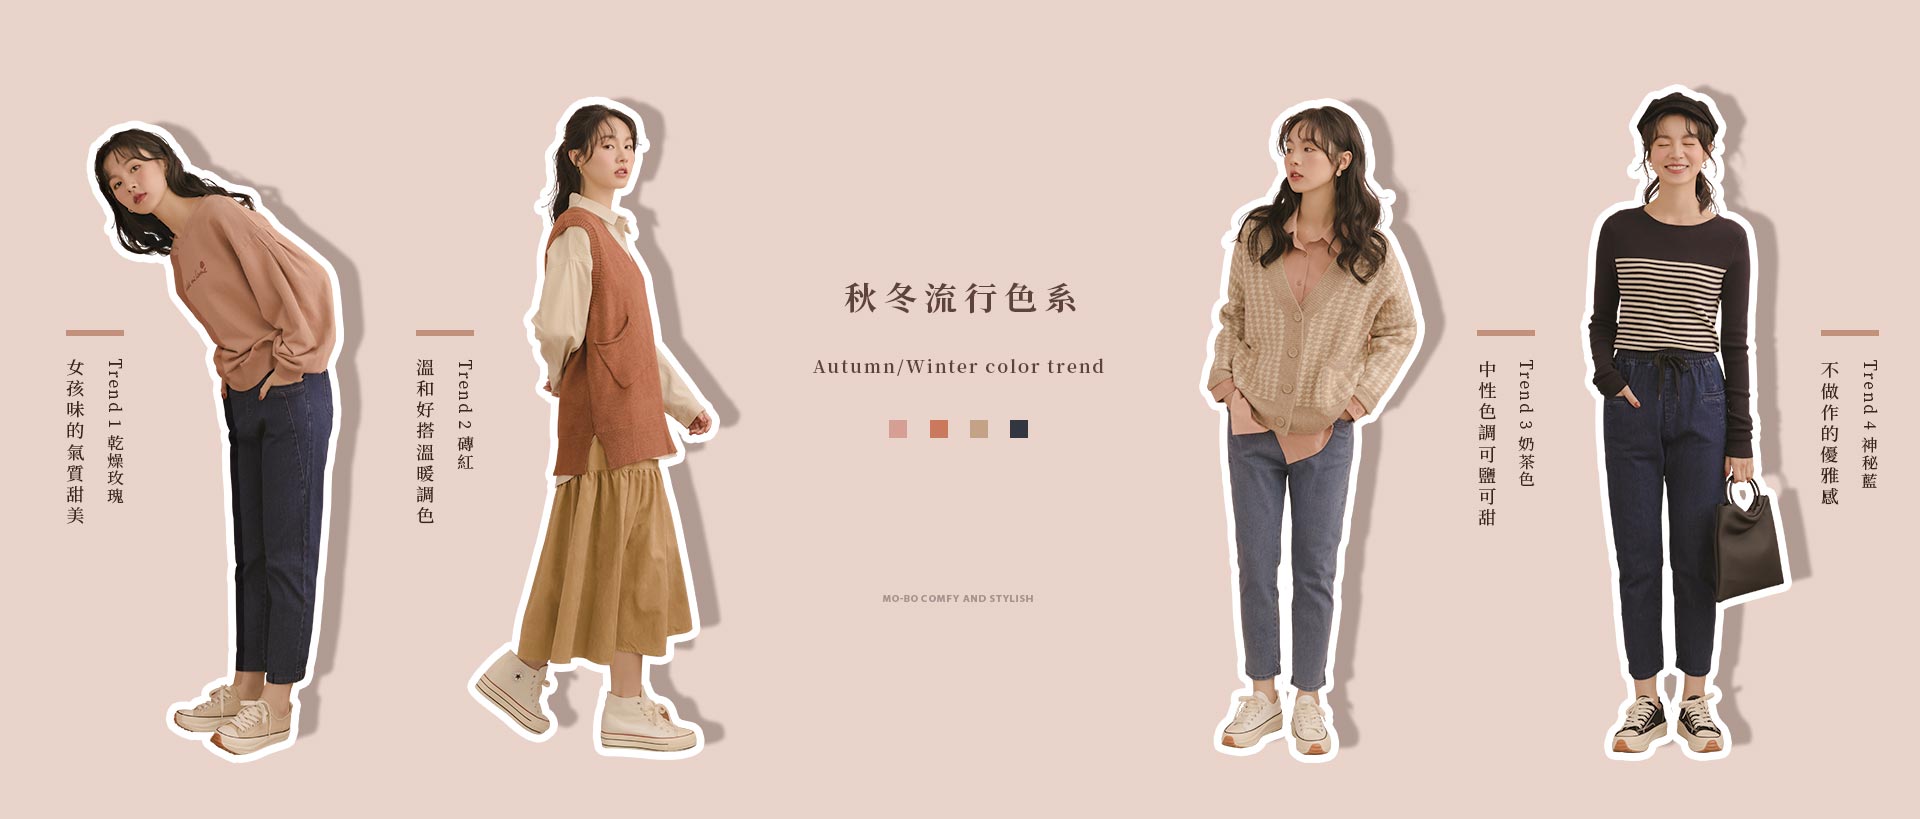 Trend 1 乾燥玫瑰
女孩味的氣質甜美
Trend 2 磚紅
溫和好搭溫暖調色
秋冬流行色系
Autumn/Winter color trend
MO-BO COMFY AND STYLISH
Trend 3 奶茶色
中性色調可鹽可甜
Trend 4 神秘藍
不做作的優雅感